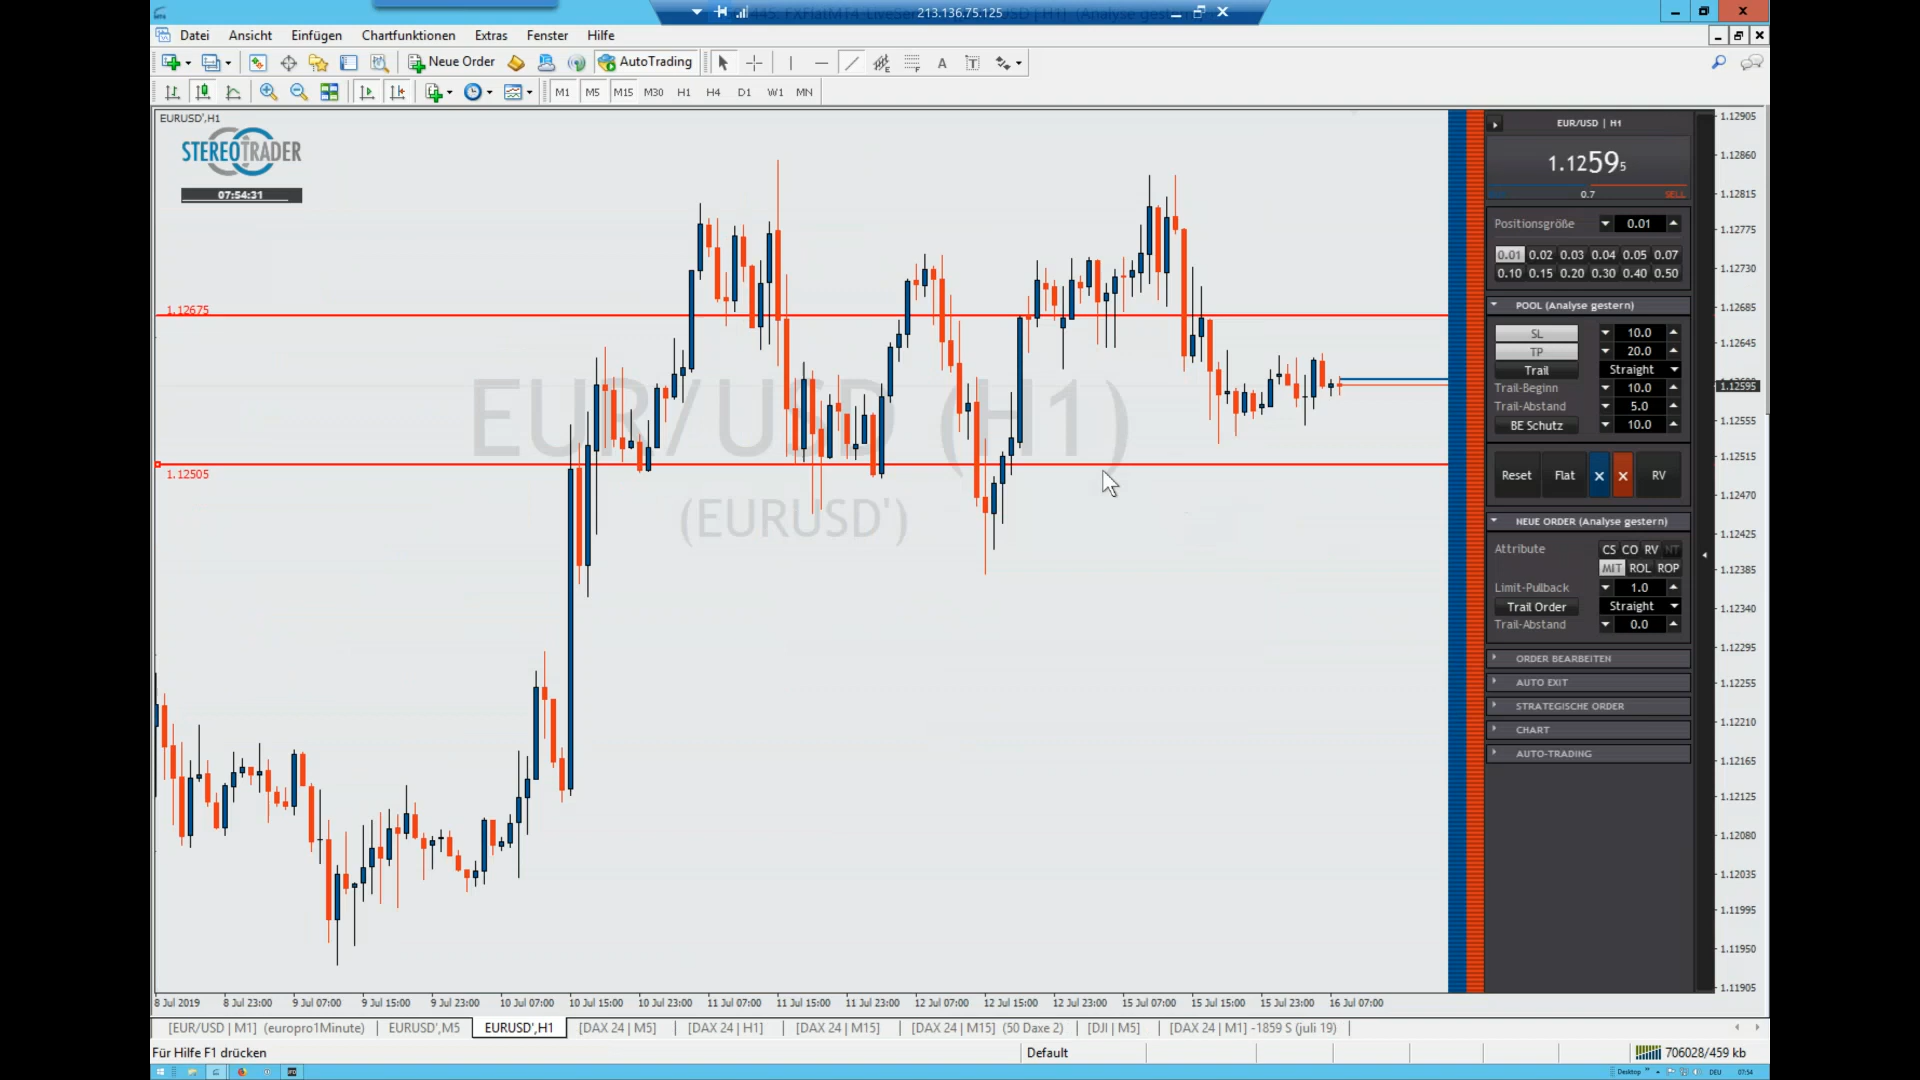 213.136.75.125
Datei Ansicht Einfügen Chartfunktionen Extras Fenster Hilfe
Neue Order AutoTrading
M1 M5 M15 M30 H1 H4 D1 W1 MN
EURUSD',H1
STEREOTRADER
07:54:31
1.12675
1.12505
EUR/USD (H1)
(EURUSD')
EUR/USD | H1
1.12595
0.7 SELL
Positionsgröße 0.01
0.01 0.02 0.03 0.04 0.05 0.07
0.10 0.15 0.20 0.30 0.40 0.50
POOL (Analyse gestern)
SL 10.0
TP 20.0
Trail Straight
Trail-Beginn 10.0
Trail-Abstand 5.0
BE Schutz 10.0
Reset Flat X X RV
NEUE ORDER (Analyse gestern)
Attribute CS CO RV NT
MIT ROL ROP
Limit-Pullback 1.0
Trail Order Straight
Trail-Abstand 0.0
ORDER BEARBEITEN
AUTO EXIT
STRATEGISCHE ORDER
CHART
AUTO-TRADING
1.12905
1.12860
1.12815
1.12775
1.12730
1.12685
1.12645
1.12595
1.12555
1.12515
1.12470
1.12425
1.12385
1.12340
1.12295
1.12255
1.12210
1.12165
1.12125
1.12080
1.12035
1.11995
1.11950
1.11905
8 Jul 2019 8 Jul 23:00 9 Jul 07:00 9 Jul 15:00 9 Jul 23:00 10 Jul 07:00 10 Jul 15:00 10 Jul 23:00 11 Jul 07:00 11 Jul 15:00 11 Jul 23:00 12 Jul 07:00 12 Jul 15:00 12 Jul 23:00 15 Jul 07:00 15 Jul 15:00 15 Jul 23:00 16 Jul 07:00
[EUR/USD | M1] (europro1Minute) EURUSD',M5 EURUSD',H1 [DAX 24 | M5] [DAX 24 | H1] [DAX 24 | M15] [DAX 24 | M15] (50 Daxe 2) [DJI | M5] [DAX 24 | M1] -1859 S (juli 19)
Für Hilfe F1 drücken Default 706028/459 kb
Desktop DEU 07:54